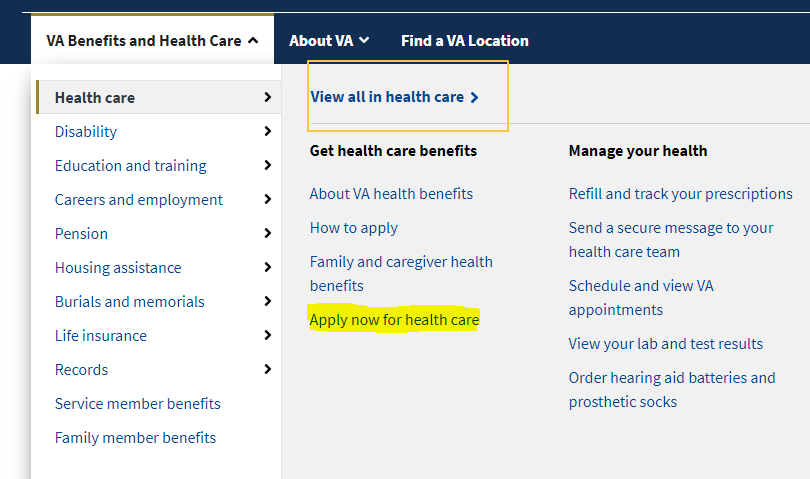 VA Benefits and Health Care
About VA
Find a VA Location
Health care
Disability
Education and training
Careers and employment
Pension
Housing assistance
Burials and memorials
Life insurance
Records
Service member benefits
Family member benefits
View all in health care
Get health care benefits
About VA health benefits
How to apply
Family and caregiver health
benefits
Apply now for health care
Manage your health
Refill and track your prescriptions
Send a secure message to your
health care team
Schedule and view VA
appointments
View your lab and test results
Order hearing aid batteries and
prosthetic socks